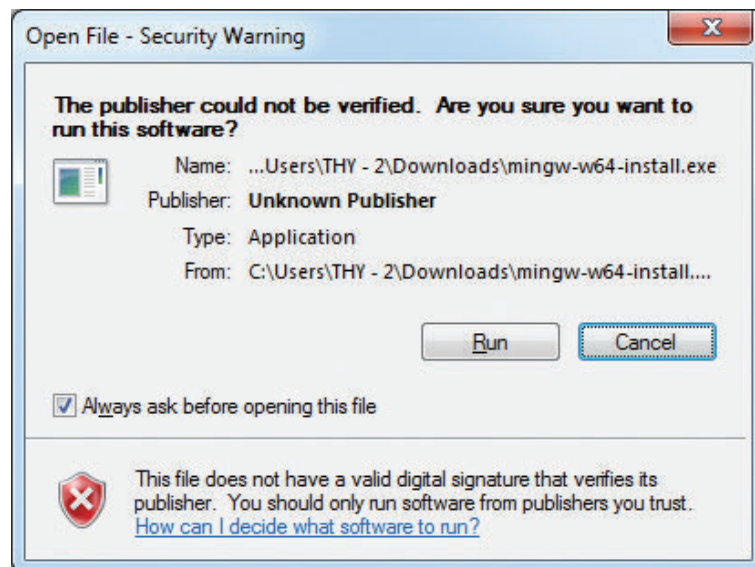 Open File - Security Warning
The publisher could not be verified. Are you sure you want to
run this software?
Name: ...Users\THY - 2\Downloads\mingw-w64-install.exe
Publisher: Unknown Publisher
Type: Application
From: C:\Users\THY - 2\Downloads\mingw-w64-install....
Run Cancel
Always ask before opening this file
This file does not have a valid digital signature that verifies its
publisher. You should only run software from publishers you trust.
How can I decide what software to run?